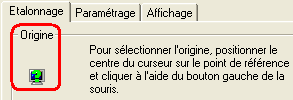 Etalonnage Paramétrage Affichage
Origine
Pour sélectionner l'origine, positionner le
centre du curseur sur le point de référence
et cliquer à l'aide du bouton gauche de la
souris.